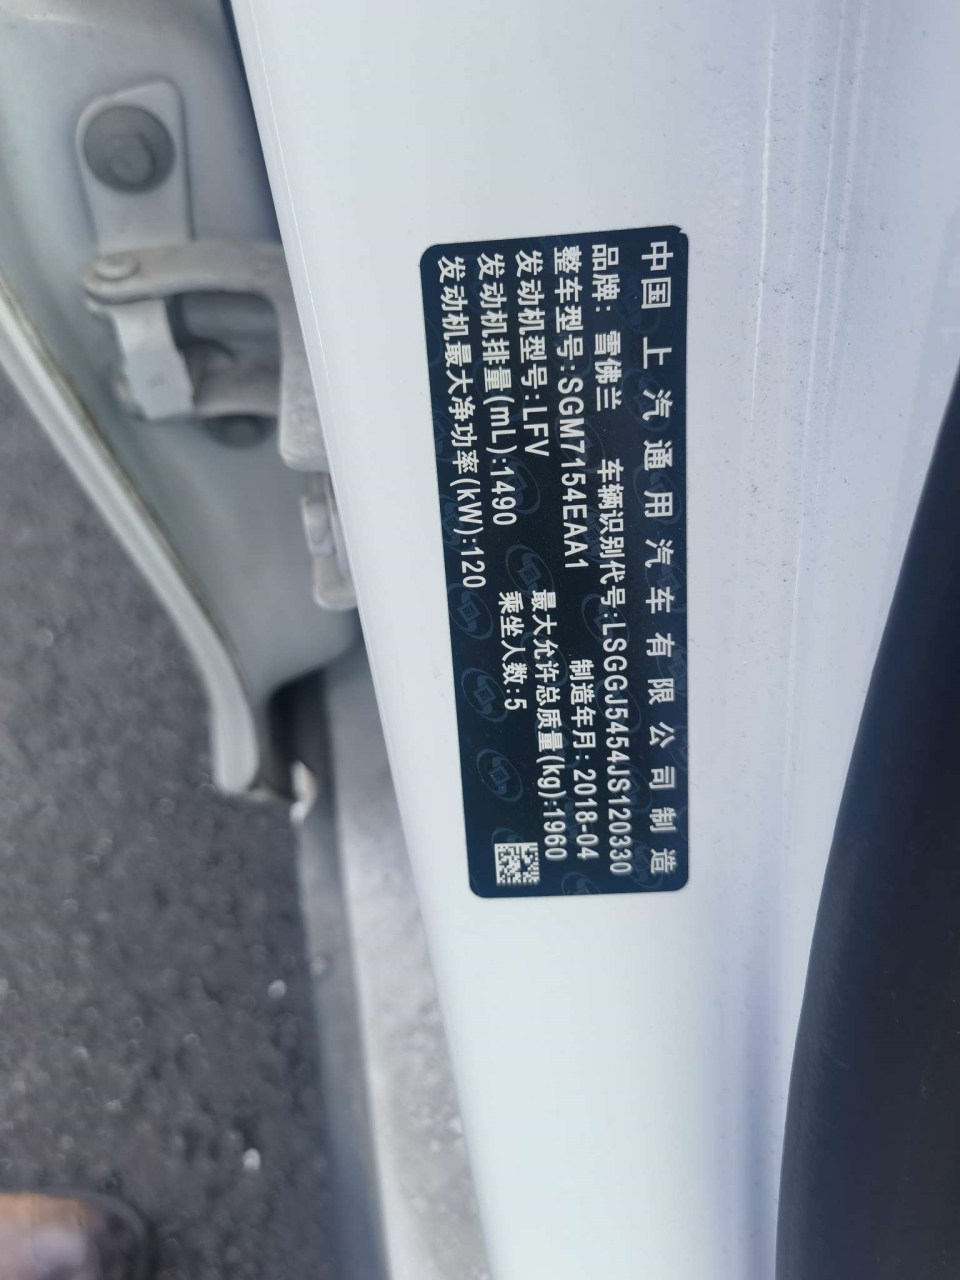 中国 上汽通用汽车有限公司制造
品牌: 雪佛兰 车辆识别代号:LSGGJ5454JS120330
整车型号:SGM7154EAA1 制造年月: 2018-04
发动机型号:LFV 最大允许总质量(kg):1960
发动机排量(mL):1490 乘坐人数:5
发动机最大净功率(kW):120